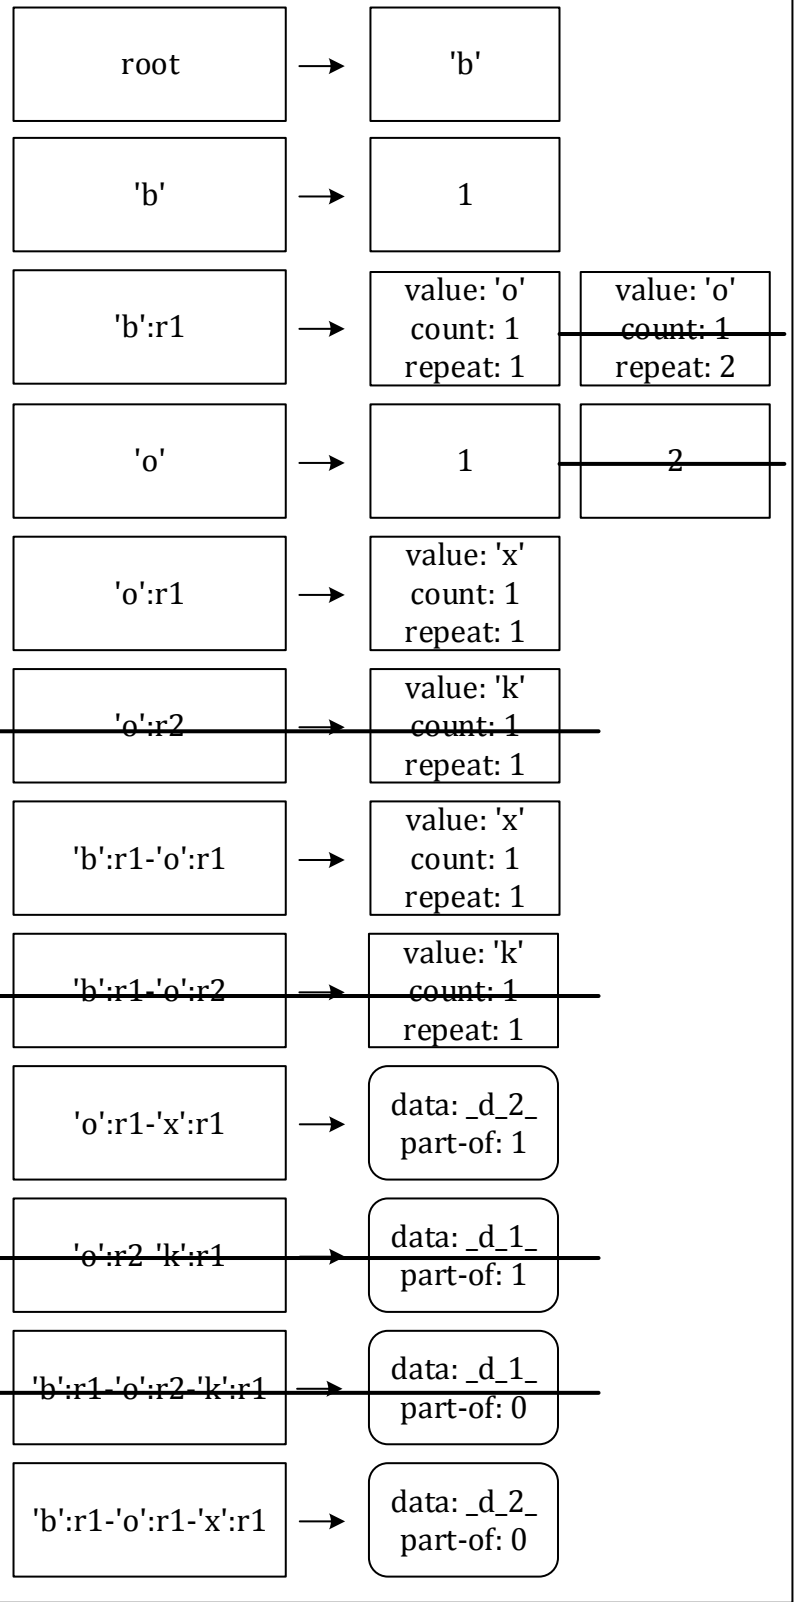 root
'b'
'b'
1
'b':r1
value: 'o'
count: 1
repeat: 1
value: 'o'
count: 1
repeat: 2
'o'
1
2
'o':r1
value: 'x'
count: 1
repeat: 1
'o':r2
value: 'k'
count: 1
repeat: 1
'b':r1-'o':r1
value: 'x'
count: 1
repeat: 1
'b':r1-'o':r2
value: 'k'
count: 1
repeat: 1
'o':r1-'x':r1
data: _d_2_
part-of: 1
'o':r2-'k':r1
data: _d_1_
part-of: 1
'b':r1-'o':r2-'k':r1
data: _d_1_
part-of: 0
'b':r1-'o':r1-'x':r1
data: _d_2_
part-of: 0